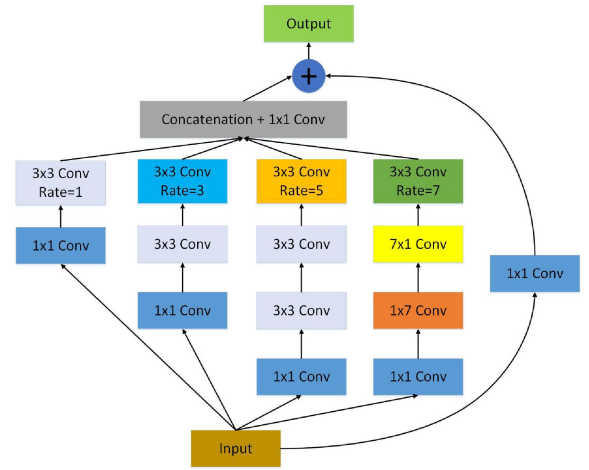 Output
+
Concatenation + 1x1 Conv
3x3 Conv
Rate=1
3x3 Conv
Rate=3
3x3 Conv
Rate=5
3x3 Conv
Rate=7
1x1 Conv
3x3 Conv
3x3 Conv
7x1 Conv
1x1 Conv
1x1 Conv
3x3 Conv
1x7 Conv
1x1 Conv
1x1 Conv
Input